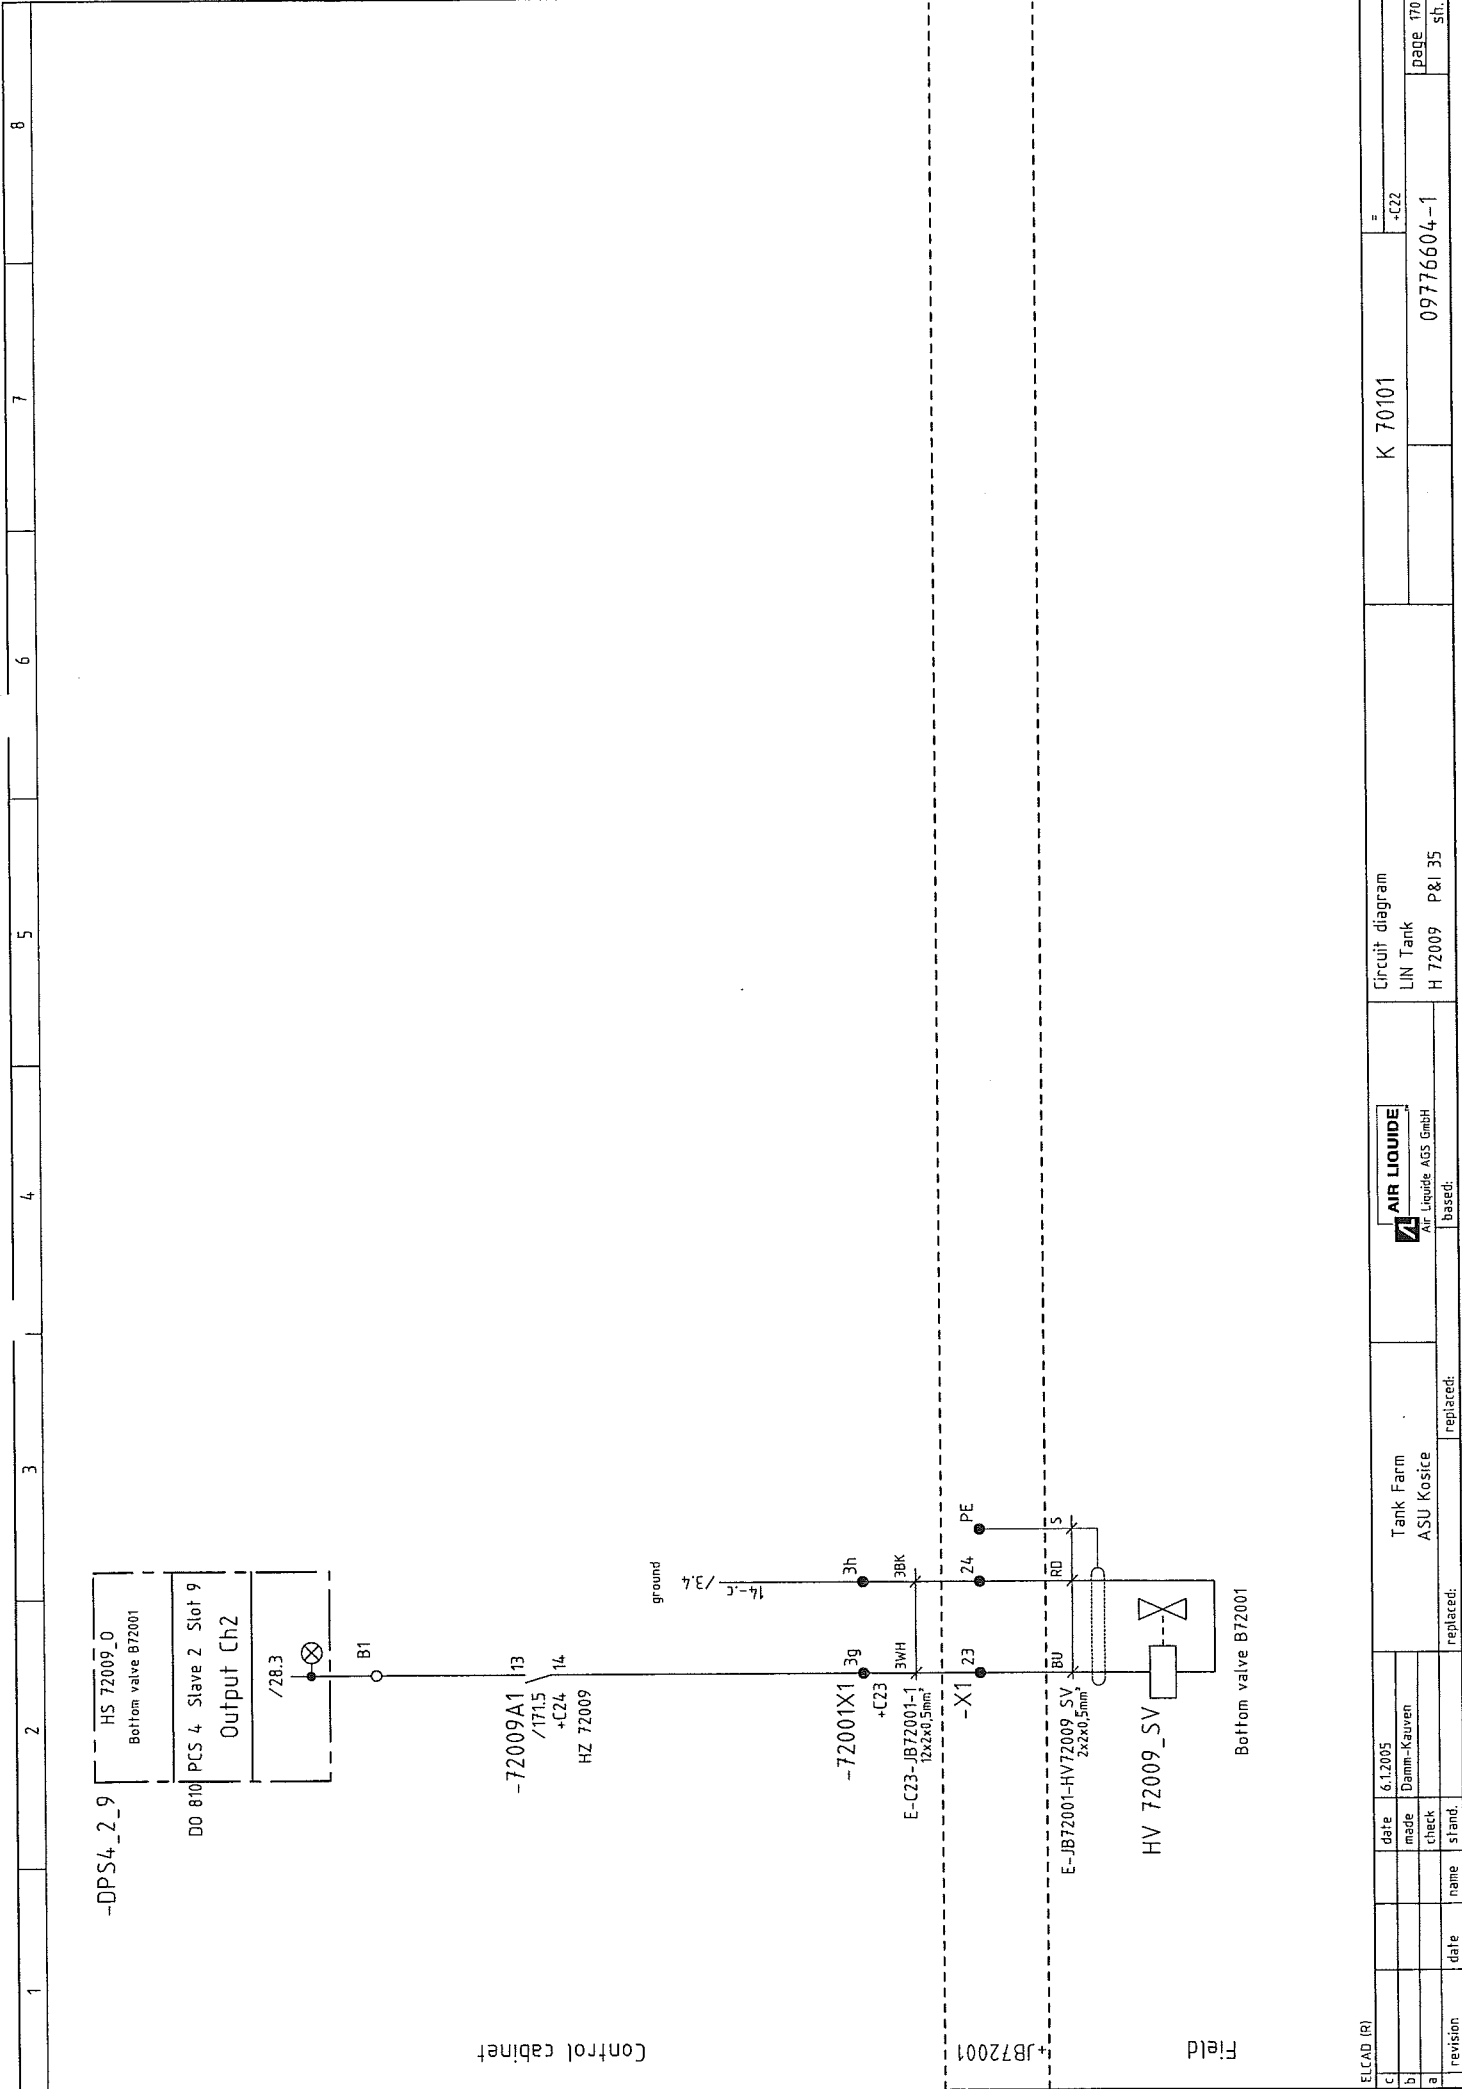 1 2 3 4 5 6 7 8
-DPS4_2_9
HS 72009_O
Bottom valve B72001
DO 810 PCS 4 Slave 2 Slot 9
Output Ch2
/28.3
B1
-72009A1
/171.5
+C24
HZ 72009
13
14
ground
14-.C /3.4
-72001X1
3g
3h
+C23
3WH
3BK
E-C23-JB72001-1
12x2x0,5mm²
-X1
23
24
PE
BU
RD
S
E-JB72001-HV72009_SV
2x2x0,5mm²
HV 72009_SV
Bottom valve B72001
Control cabinet
+JB72001
Field
ELCAD (R)
c
b
a
revision
date
name
date 6.1.2005
made Damm-Kauven
check
stand.
replaced:
Tank Farm
ASU Kosice
replaced:
AIR LIQUIDE
Air Liquide AGS GmbH
based:
Circuit diagram
LIN Tank
H 72009 P&I 35
K 70101
=
+C22
09776604-1
page 170
sh.